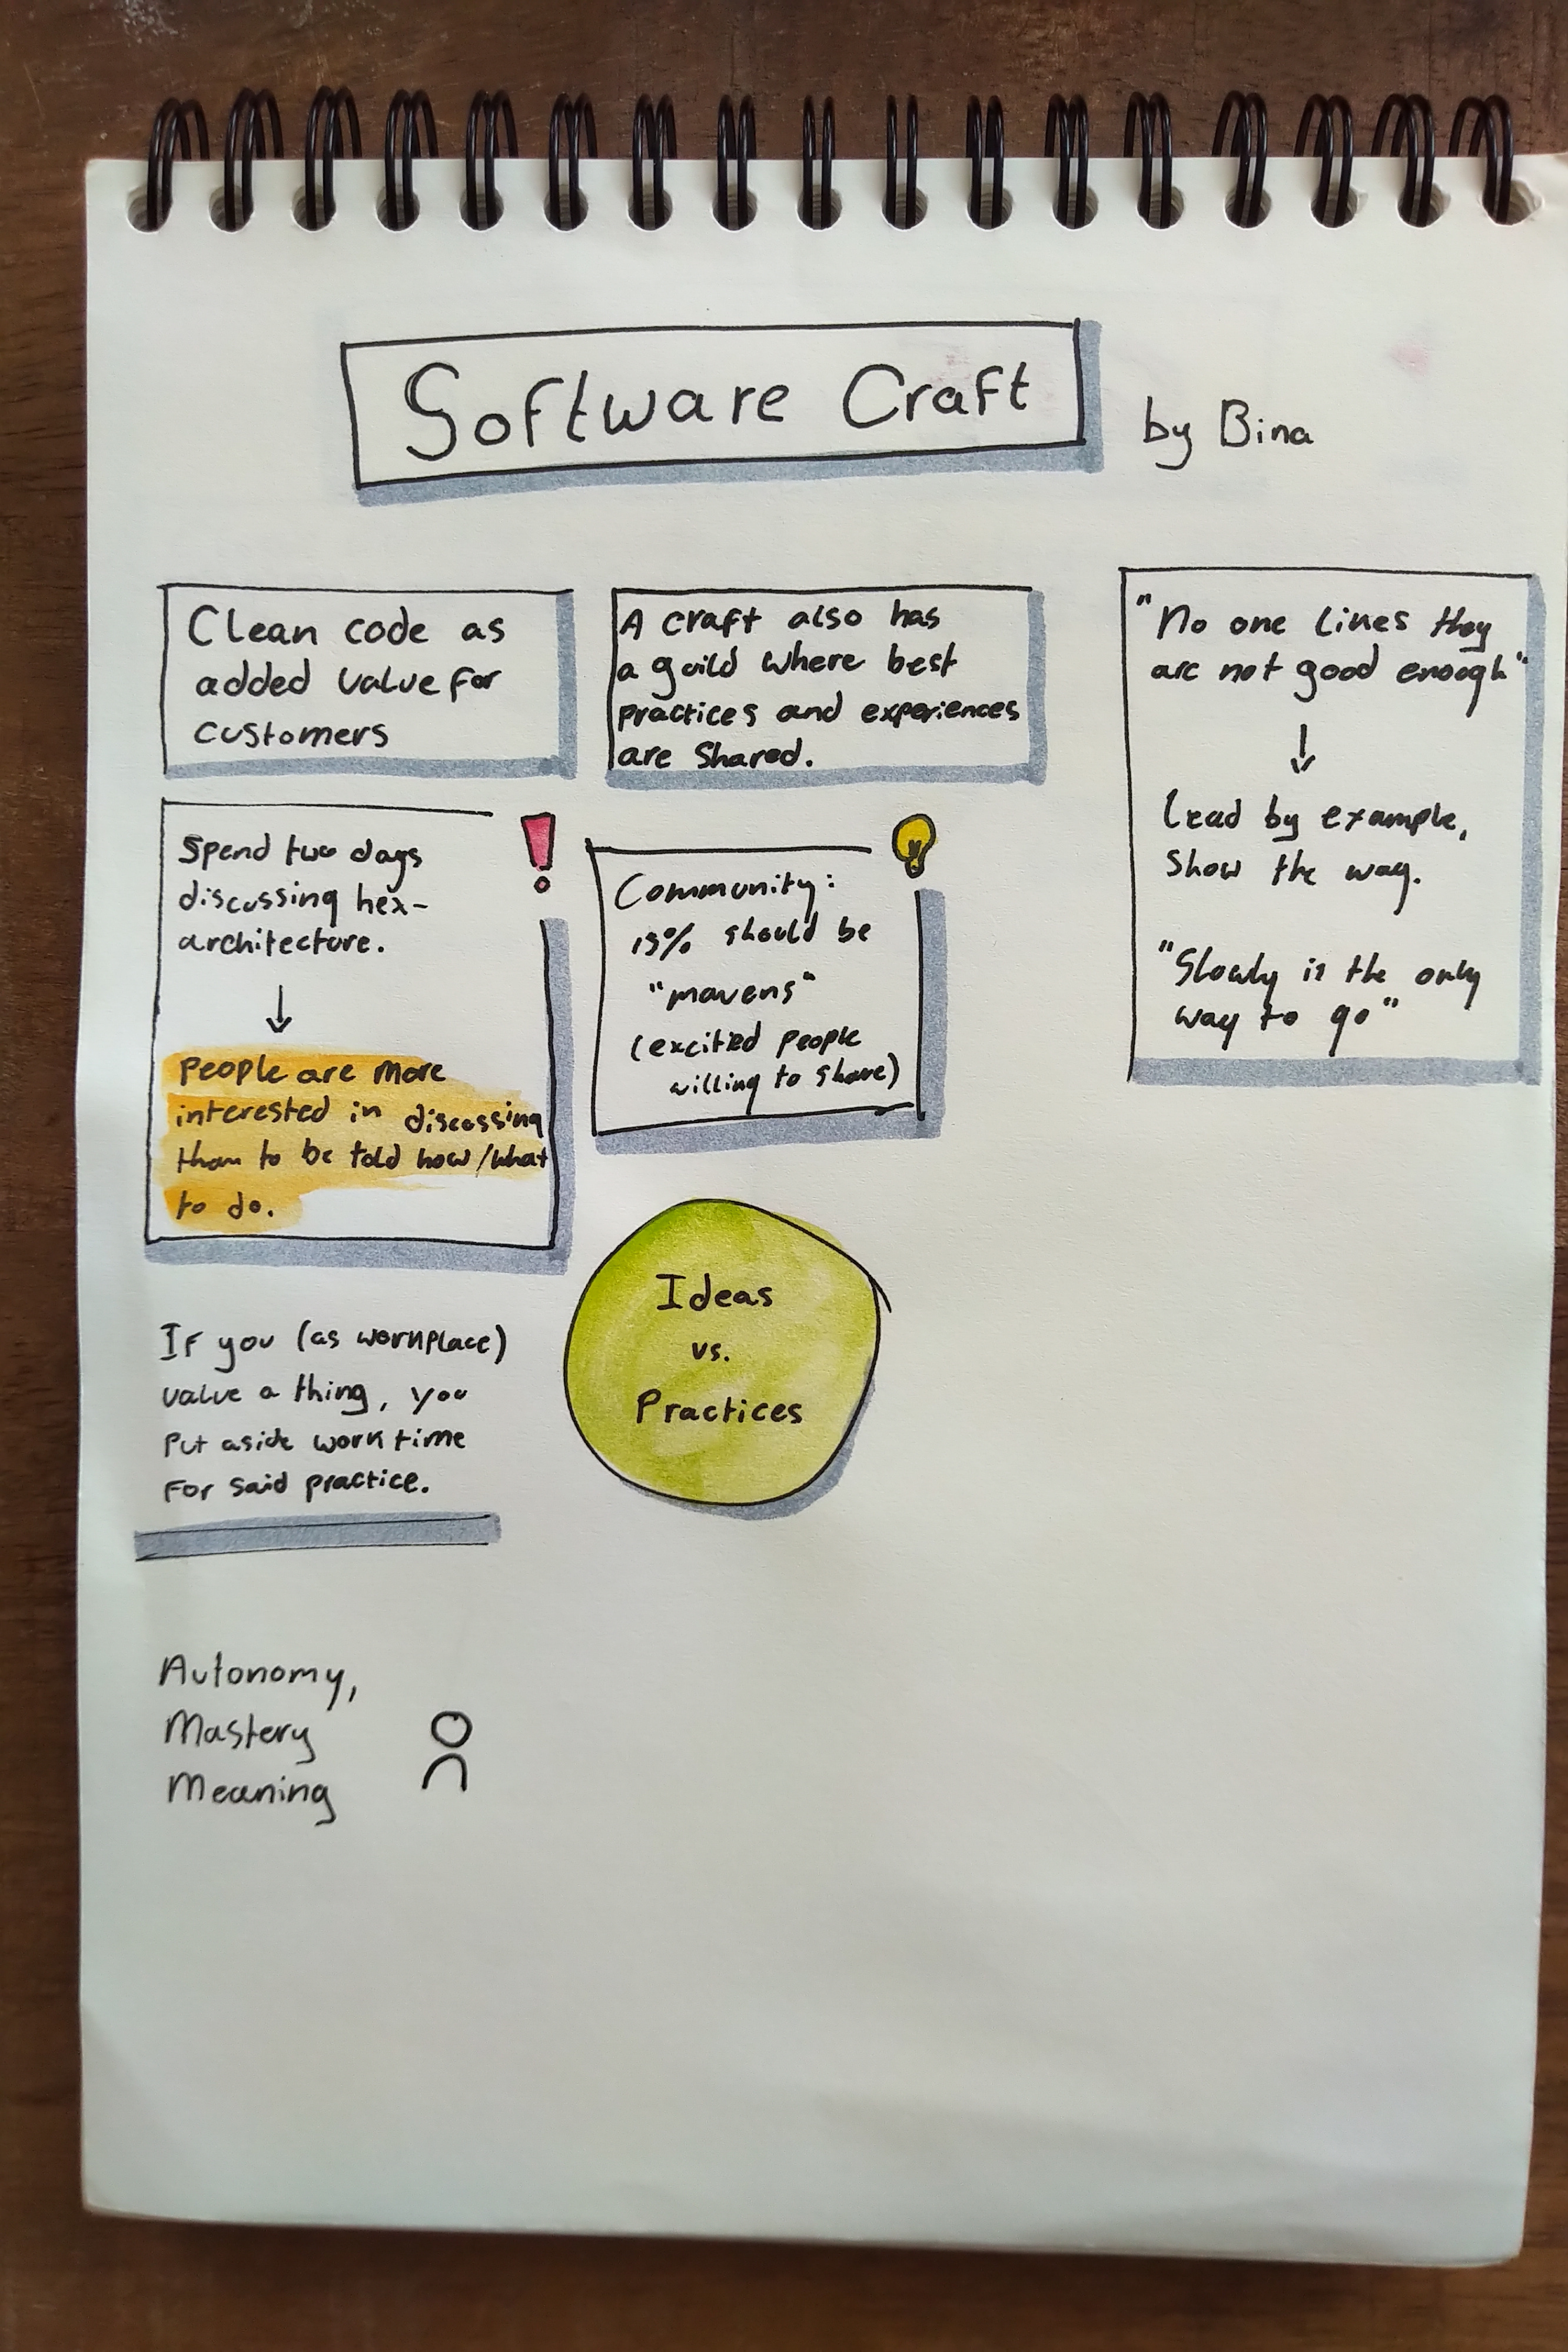 Software Craft
by Bina
Clean code as
added value for
customers
A craft also has
a guild where best
practices and experiences
are shared.
"No one likes they
are not good enough"
↓
Lead by example,
show the way.
"Slowly is the only
way to go"
Spend two days
discussing hex-
architecture.
↓
People are more
interested in discussing
than to be told how/what
to do.
Community:
15% should be
"mavens"
(excited people
willing to share)
Ideas
vs.
Practices
If you (as workplace)
value a thing, you
put aside work time
for said practice.
Autonomy,
Mastery
Meaning